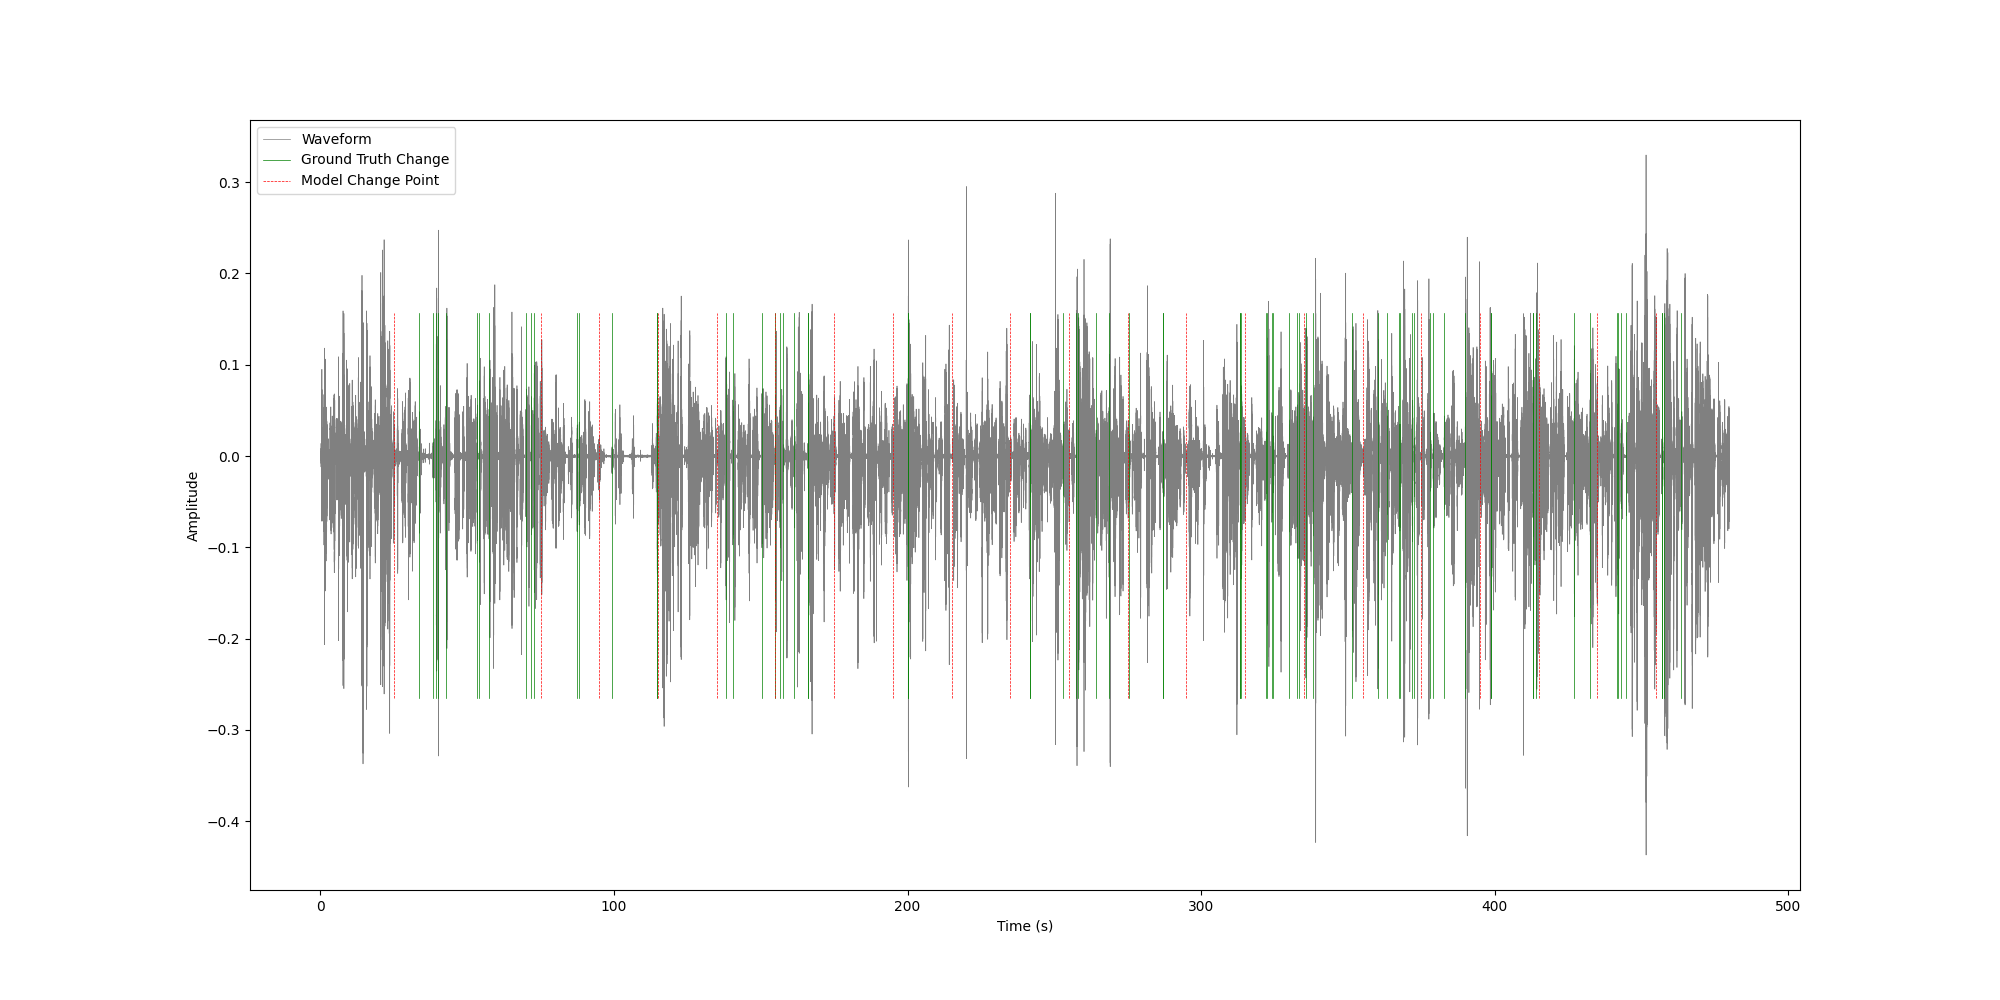 Waveform
Ground Truth Change
Model Change Point
0.3
0.2
0.1
0.0
−0.1
−0.2
−0.3
−0.4
Amplitude
0 100 200 300 400 500
Time (s)